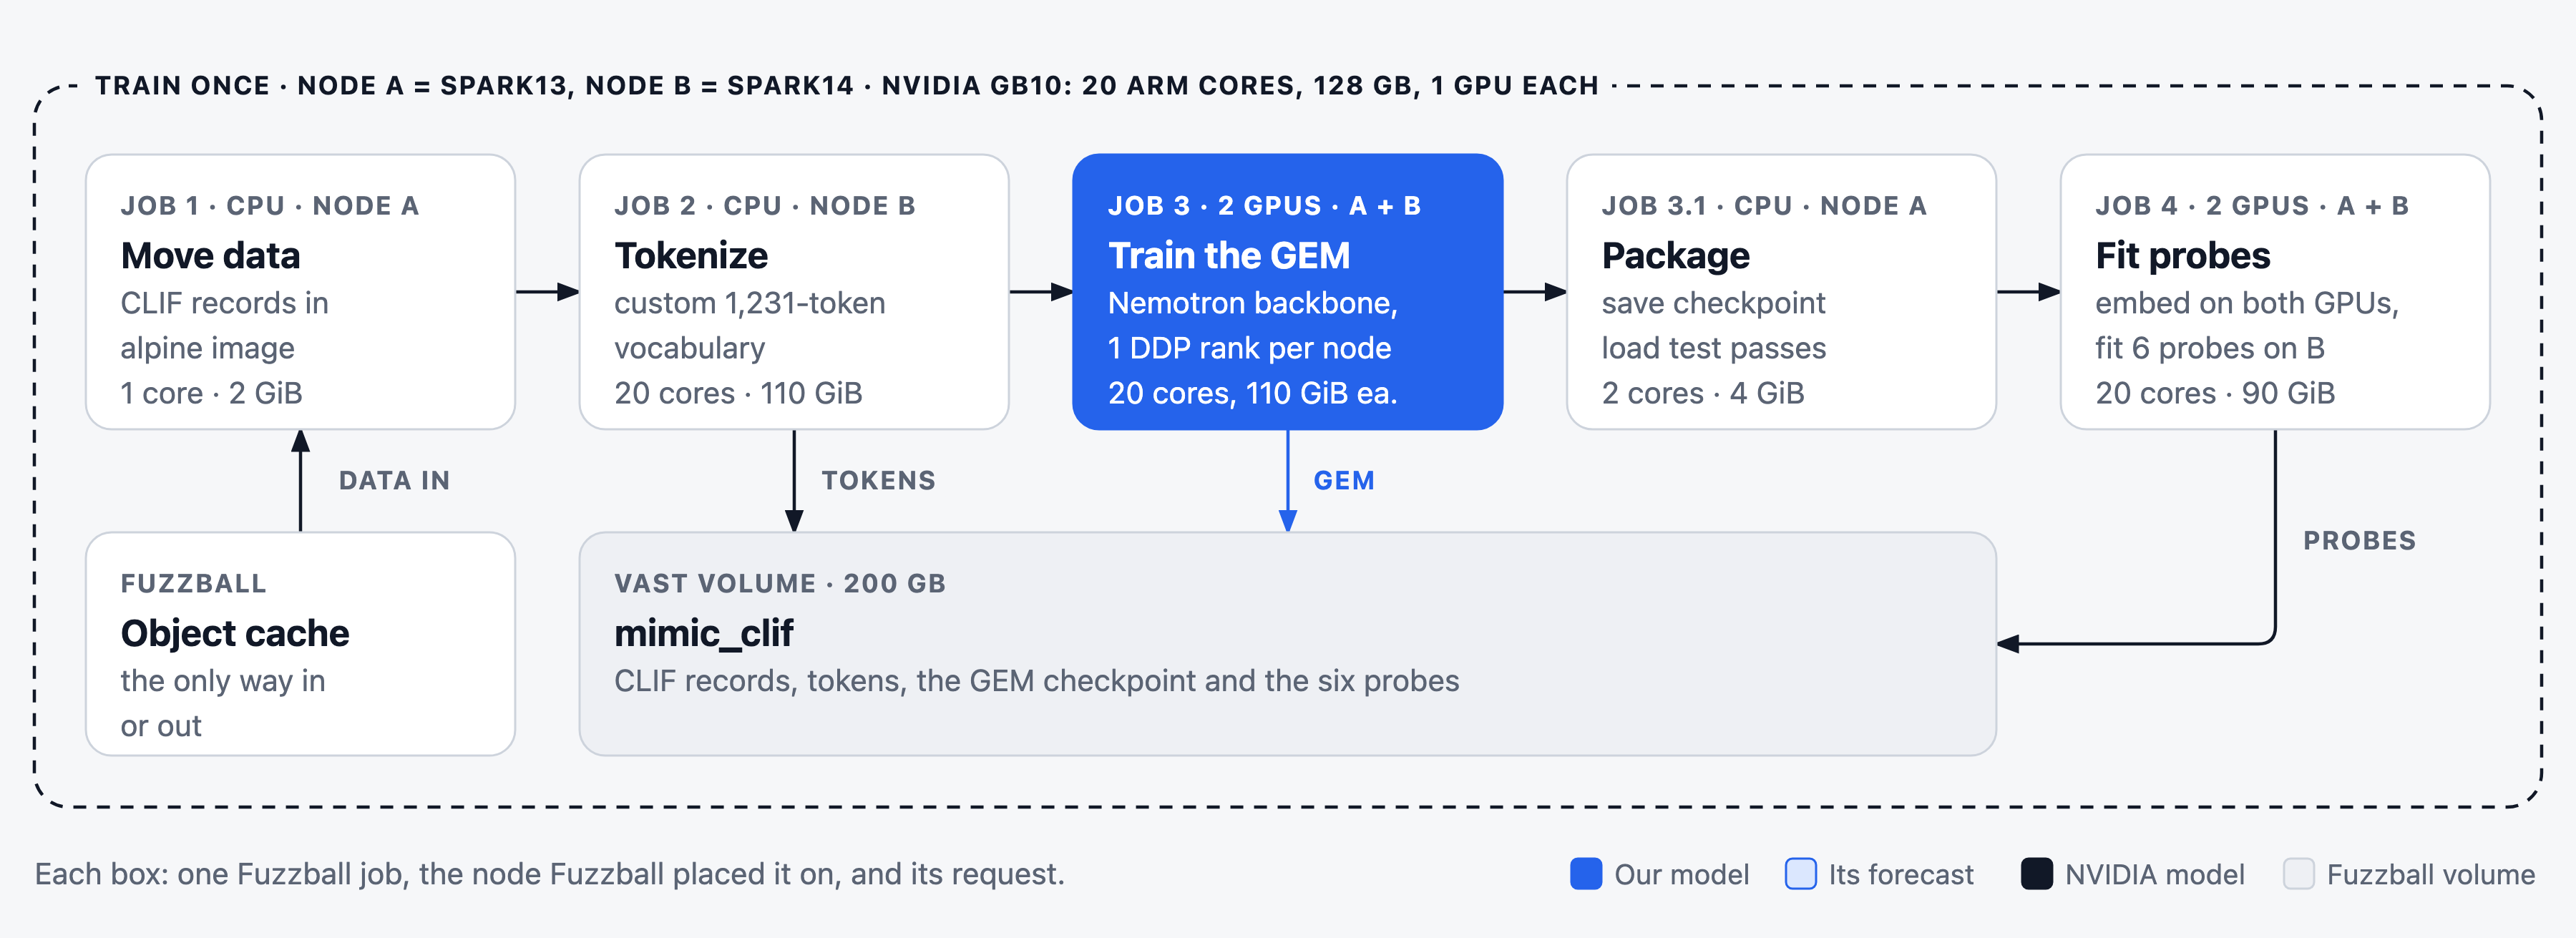 TRAIN ONCE · NODE A = SPARK13, NODE B = SPARK14 · NVIDIA GB10: 20 ARM CORES, 128 GB, 1 GPU EACH
JOB 1 · CPU · NODE A
Move data
CLIF records in
alpine image
1 core · 2 GiB
JOB 2 · CPU · NODE B
Tokenize
custom 1,231-token
vocabulary
20 cores · 110 GiB
JOB 3 · 2 GPUS · A + B
Train the GEM
Nemotron backbone,
1 DDP rank per node
20 cores, 110 GiB ea.
JOB 3.1 · CPU · NODE A
Package
save checkpoint
load test passes
2 cores · 4 GiB
JOB 4 · 2 GPUS · A + B
Fit probes
embed on both GPUs,
fit 6 probes on B
20 cores · 90 GiB
DATA IN
TOKENS
GEM
PROBES
FUZZBALL
Object cache
the only way in
or out
VAST VOLUME · 200 GB
mimic_clif
CLIF records, tokens, the GEM checkpoint and the six probes
Each box: one Fuzzball job, the node Fuzzball placed it on, and its request.
Our model
Its forecast
NVIDIA model
Fuzzball volume